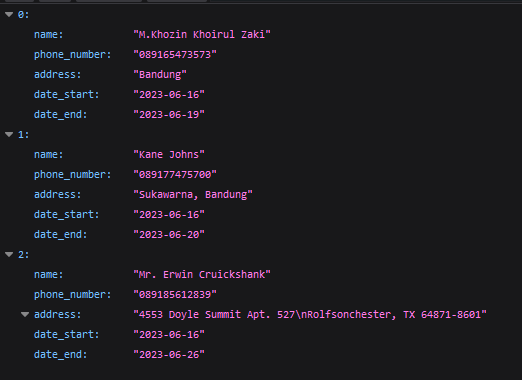 0:
name: "M.Khozin Khoirul Zaki"
phone_number: "089165473573"
address: "Bandung"
date_start: "2023-06-16"
date_end: "2023-06-19"
1:
name: "Kane Johns"
phone_number: "089177475700"
address: "Sukawarna, Bandung"
date_start: "2023-06-16"
date_end: "2023-06-20"
2:
name: "Mr. Erwin Cruickshank"
phone_number: "089185612839"
address: "4553 Doyle Summit Apt. 527\nRolfsonchester, TX 64871-8601"
date_start: "2023-06-16"
date_end: "2023-06-26"